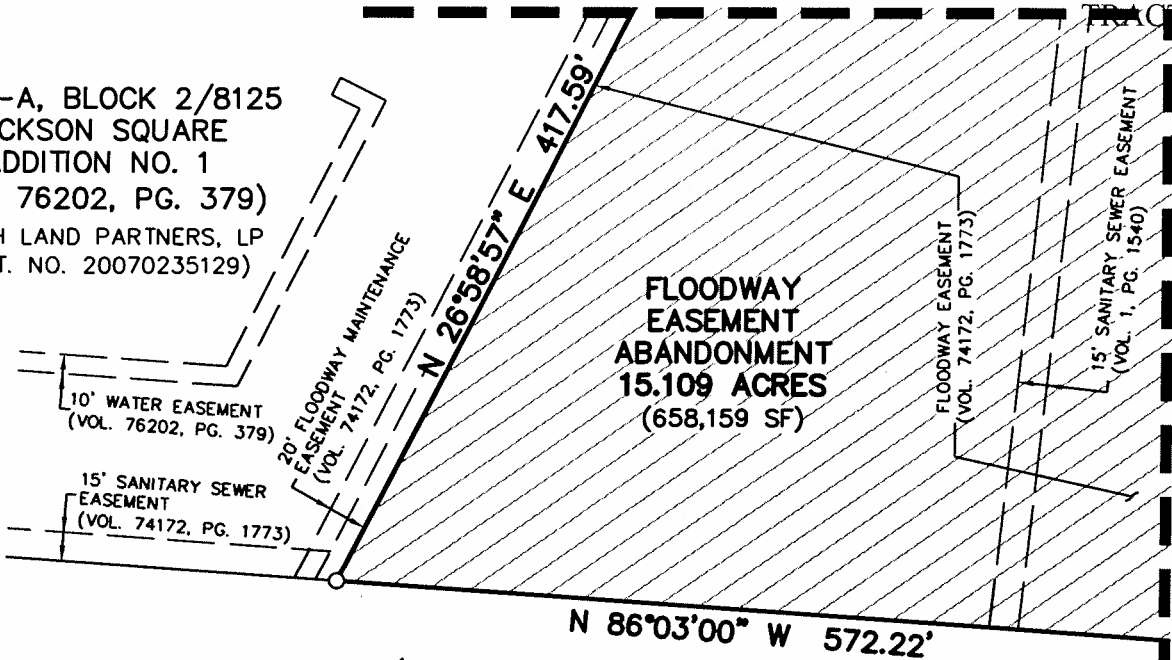 TRAC
-A, BLOCK 2/8125
CKSON SQUARE
DDITION NO. 1
76202, PG. 379)
H LAND PARTNERS, LP
T. NO. 20070235129)
N 26°58'57" E 417.59'
20' FLOODWAY MAINTENANCE
EASEMENT
(VOL. 74172, PG. 1773)
10' WATER EASEMENT
(VOL. 76202, PG. 379)
15' SANITARY SEWER
EASEMENT
(VOL. 74172, PG. 1773)
FLOODWAY
EASEMENT
ABANDONMENT
15.109 ACRES
(658,159 SF)
FLOODWAY EASEMENT
(VOL. 74172, PG. 1773)
15' SANITARY SEWER EASEMENT
(VOL. 1, PG. 1540)
N 86°03'00" W 572.22'